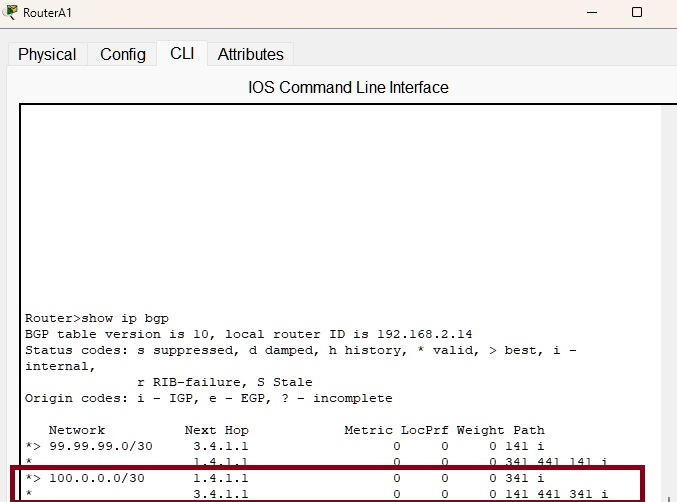 RouterA1
Physical Config CLI Attributes
IOS Command Line Interface
Router>show ip bgp
BGP table version is 10, local router ID is 192.168.2.14
Status codes: s suppressed, d damped, h history, * valid, > best, i -
internal,
r RIB-failure, S Stale
Origin codes: i - IGP, e - EGP, ? - incomplete
Network Next Hop Metric LocPrf Weight Path
*> 99.99.99.0/30 3.4.1.1 0 0 0 141 i
* 1.4.1.1 0 0 0 341 441 141 i
*> 100.0.0.0/30 1.4.1.1 0 0 0 341 i
* 3.4.1.1 0 0 0 141 441 341 i